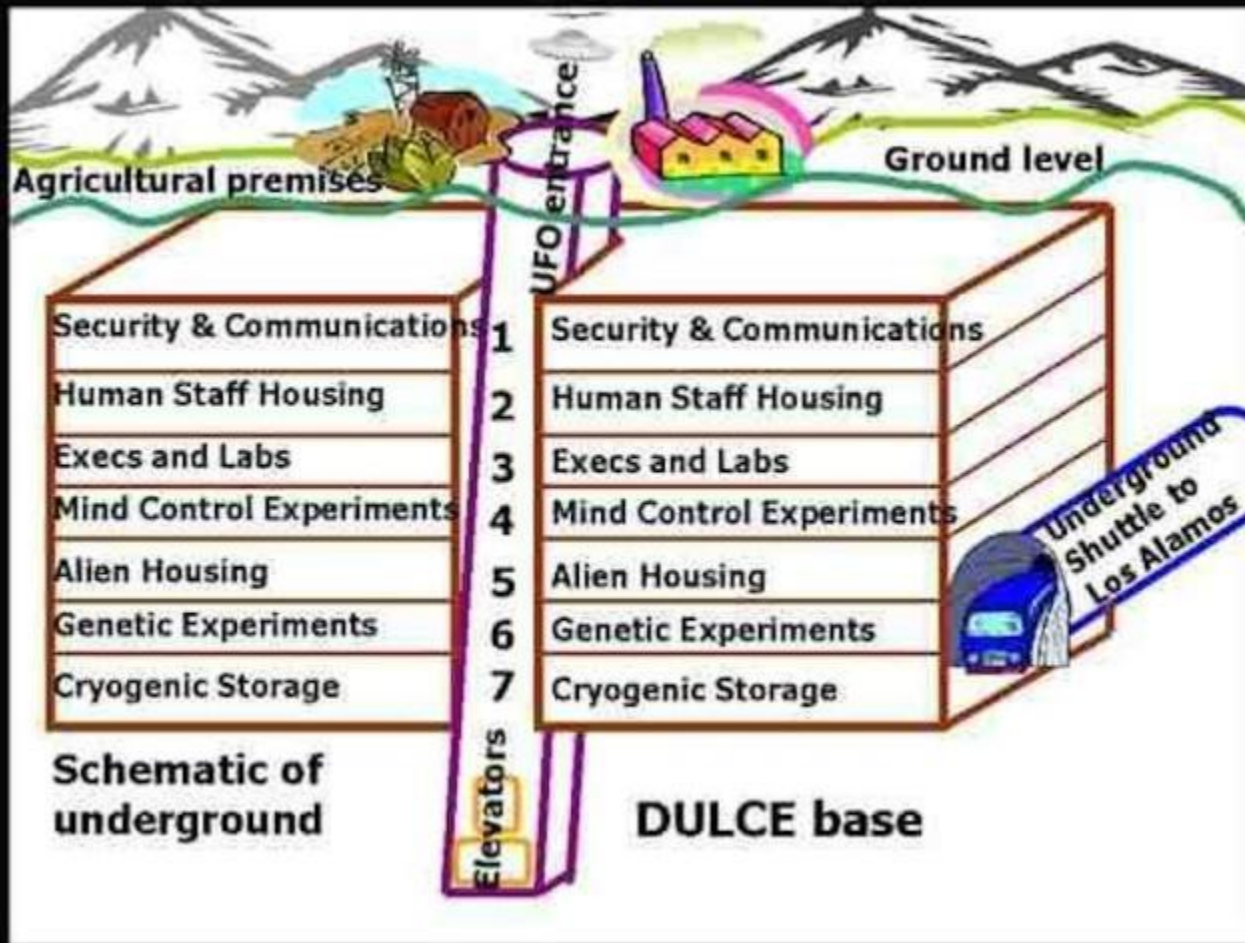 UFO entrance
Agricultural premises
Ground level
Security & Communications
1
Security & Communications
Human Staff Housing
2
Human Staff Housing
Execs and Labs
3
Execs and Labs
Mind Control Experiments
4
Mind Control Experiments
Alien Housing
5
Alien Housing
Genetic Experiments
6
Genetic Experiments
Cryogenic Storage
7
Cryogenic Storage
Underground
Shuttle to
Los Alamos
Elevators
Schematic of
underground
DULCE base